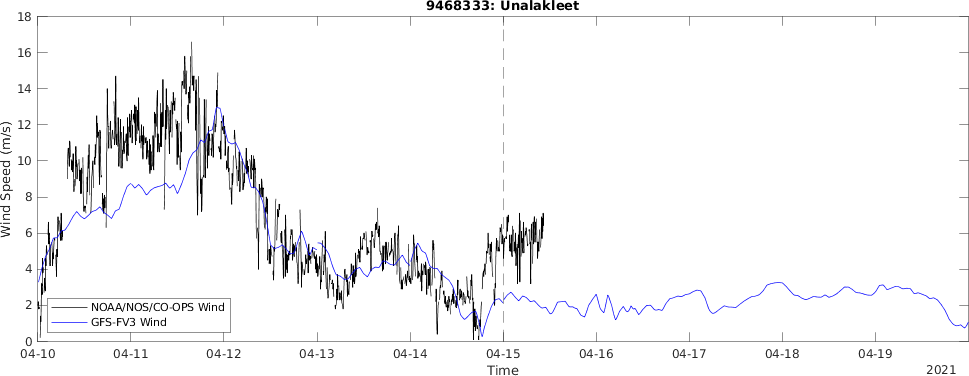 9468333: Unalakleet
18
16
14
12
10
8
6
4
2
0
Wind Speed (m/s)
NOAA/NOS/CO-OPS Wind
GFS-FV3 Wind
04-10 04-11 04-12 04-13 04-14 04-15 04-16 04-17 04-18 04-19
Time
2021